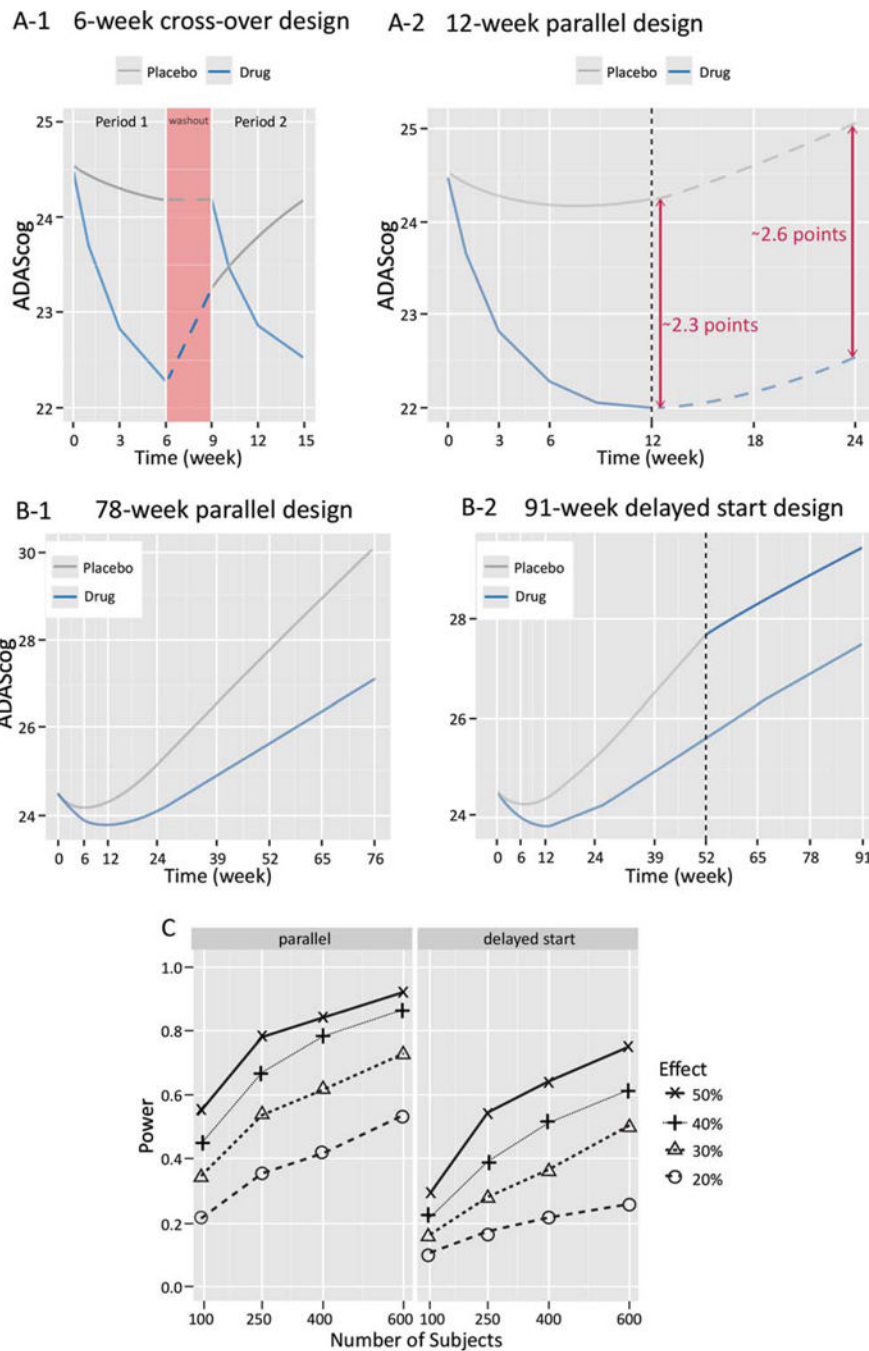 A-1 6-week cross-over design
Placebo Drug
Period 1 washout Period 2
25
24
23
22
ADAScog
0 3 6 9 12 15
Time (week)
A-2 12-week parallel design
Placebo Drug
25
24
23
22
ADAScog
~2.3 points
~2.6 points
0 3 6 12 18 24
Time (week)
B-1 78-week parallel design
Placebo
Drug
30
28
26
24
ADAScog
0 6 12 24 39 52 65 76
Time (week)
B-2 91-week delayed start design
Placebo
Drug
28
26
24
0 6 12 24 39 52 65 78 91
Time (week)
C
parallel delayed start
1.0
0.8
0.6
0.4
0.2
0.0
Power
100 250 400 600 100 250 400 600
Number of Subjects
Effect
50%
40%
30%
20%